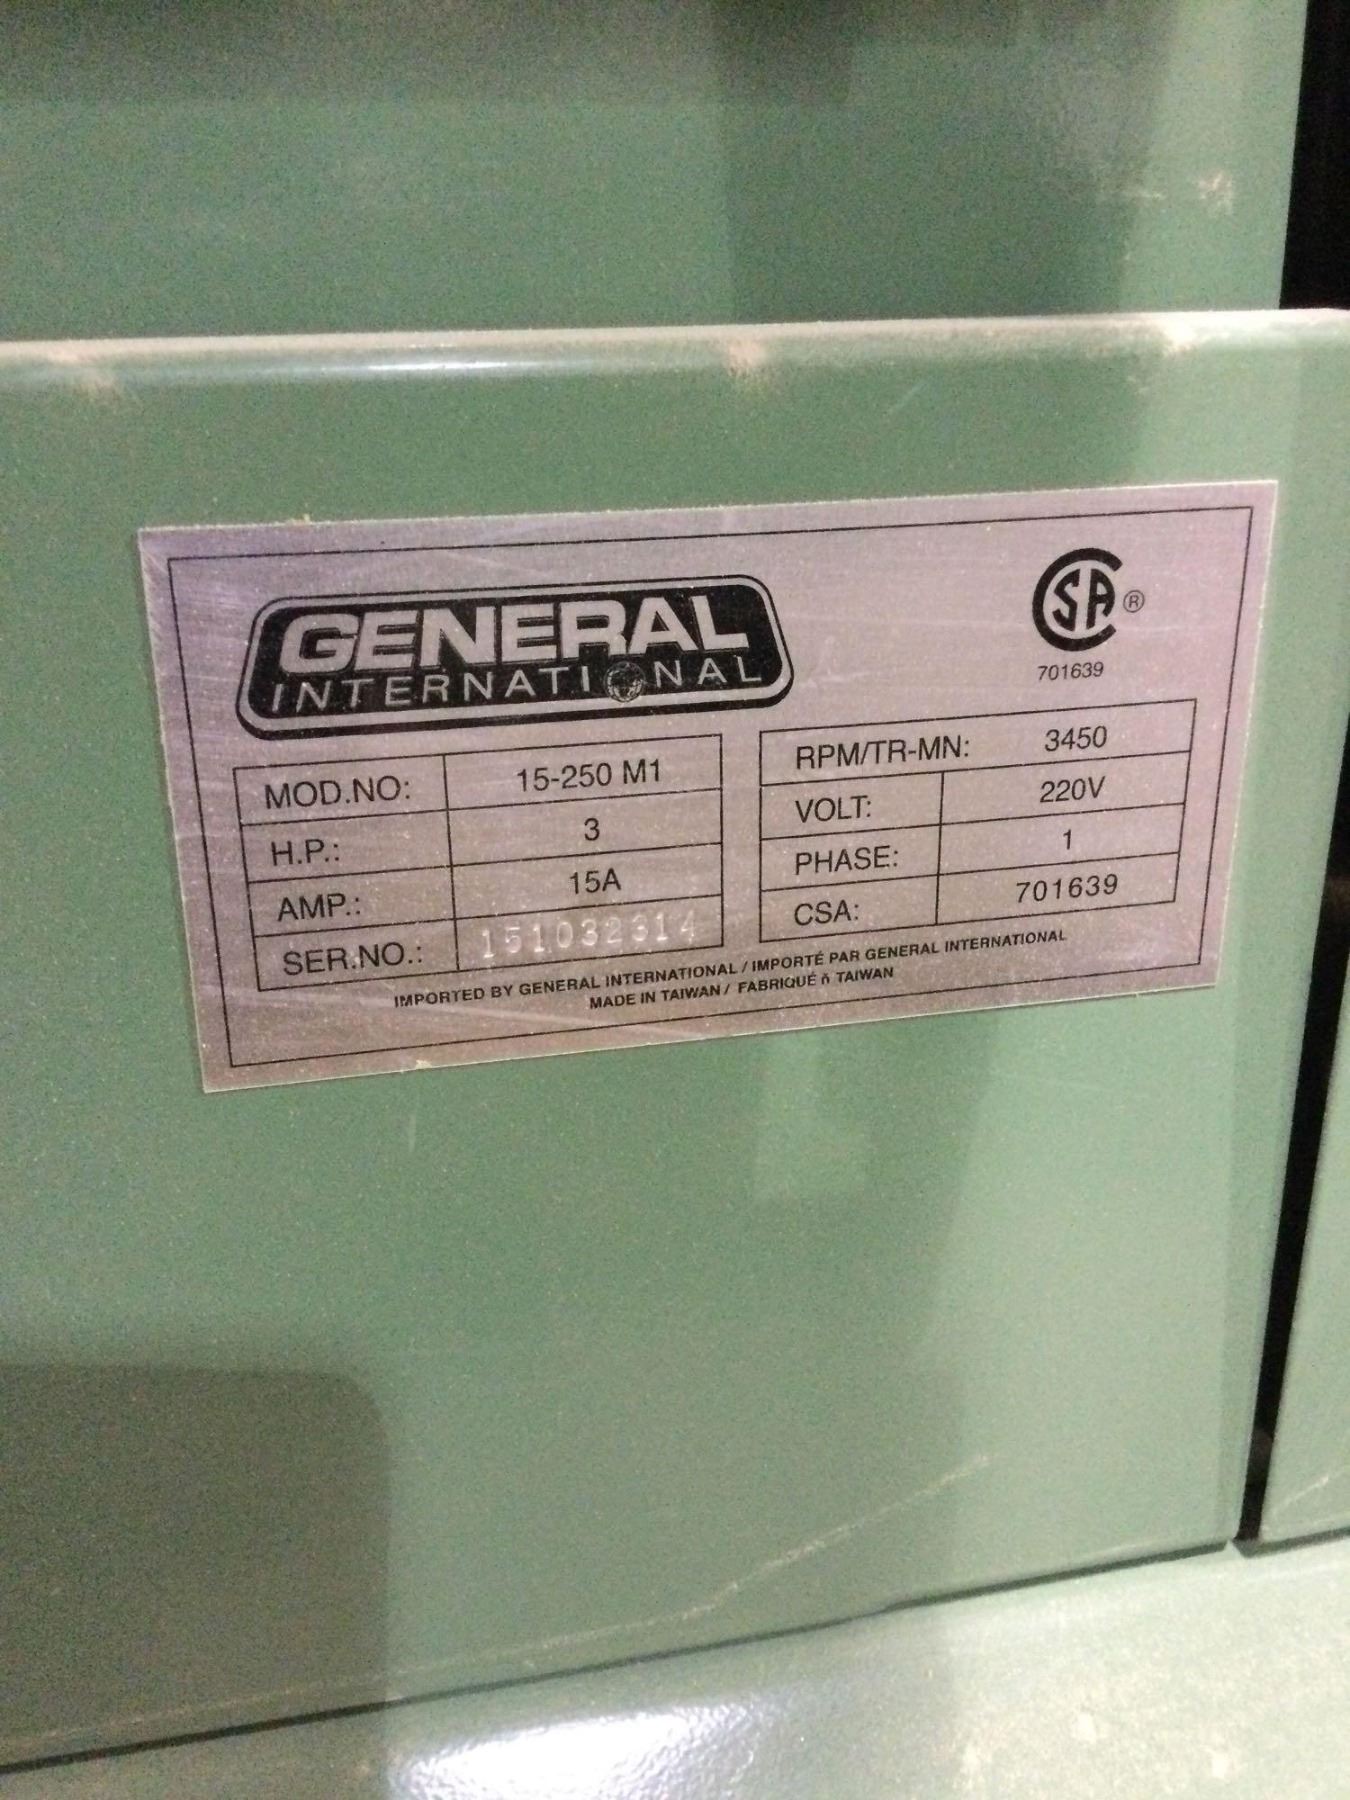 GENERAL
INTERNATIONAL
SA ®
701639
MOD.NO: 15-250 M1
H.P.: 3
AMP.: 15A
SER.NO.: 151032314
RPM/TR-MN: 3450
VOLT: 220V
PHASE: 1
CSA: 701639
IMPORTED BY GENERAL INTERNATIONAL / IMPORTÉ PAR GENERAL INTERNATIONAL
MADE IN TAIWAN / FABRIQUÉ ň TAIWAN